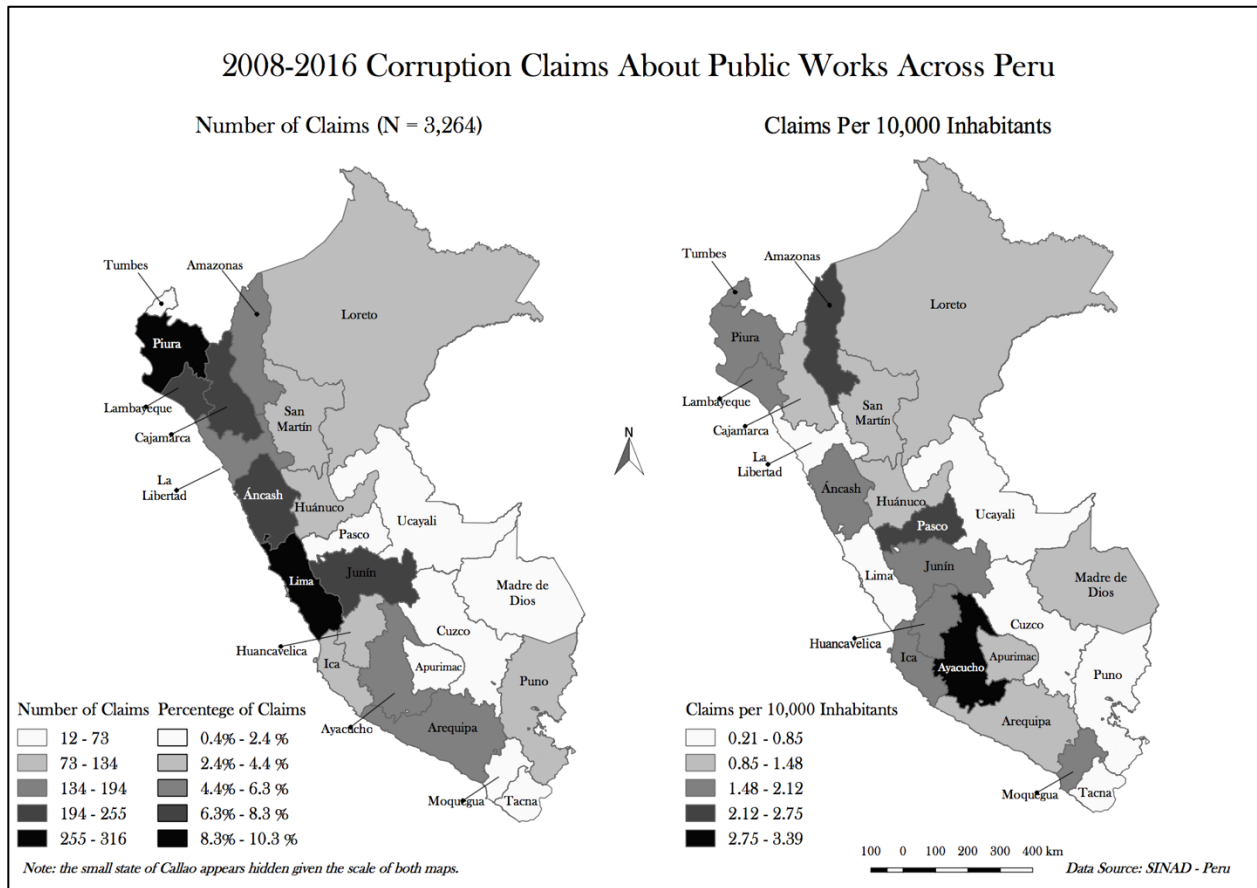 2008-2016 Corruption Claims About Public Works Across Peru
Number of Claims (N = 3,264)
Tumbes
Amazonas
Loreto
Piura
Lambayeque
San
Martín
Cajamarca
La
Libertad
Áncash
Huánuco
Ucayali
Pasco
Lima
Junín
Madre de
Dios
Cuzco
Huancavelica
Ica
Apurimac
Puno
Ayacucho
Arequipa
Moquegua
Tacna
Number of Claims
12 - 73
73 - 134
134 - 194
194 - 255
255 - 316
Percentege of Claims
0.4% - 2.4 %
2.4% - 4.4 %
4.4% - 6.3 %
6.3% - 8.3 %
8.3% - 10.3 %
Note: the small state of Callao appears hidden given the scale of both maps.
N
Claims Per 10,000 Inhabitants
Tumbes
Amazonas
Loreto
Piura
Lambayeque
Cajamarca
San
Martín
La
Libertad
Áncash
Huánuco
Ucayali
Pasco
Lima
Junín
Madre de
Dios
Cuzco
Huancavelica
Ica
Ayacucho
Apurimac
Puno
Arequipa
Moquegua
Tacna
Claims per 10,000 Inhabitants
0.21 - 0.85
0.85 - 1.48
1.48 - 2.12
2.12 - 2.75
2.75 - 3.39
100 0 100 200 300 400 km
Data Source: SINAD - Peru